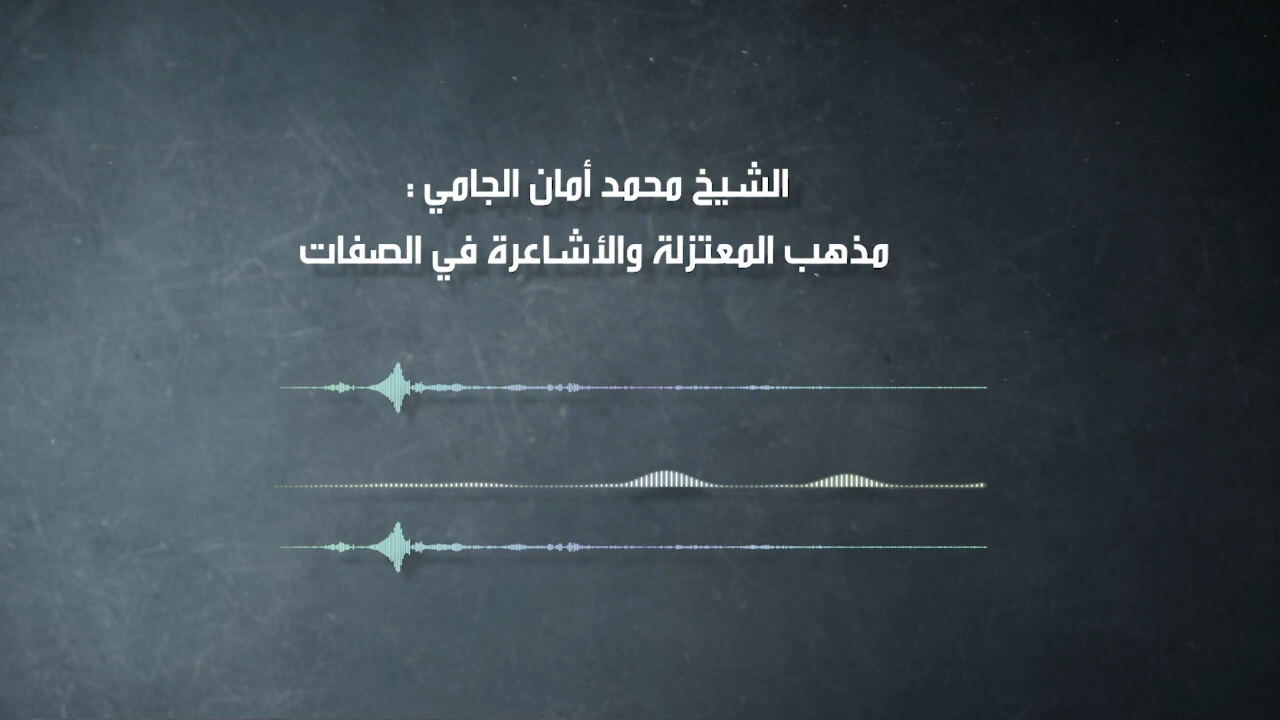 الشيخ محمد أمان الجامي :
مذهب المعتزلة والأشاعرة في الصفات